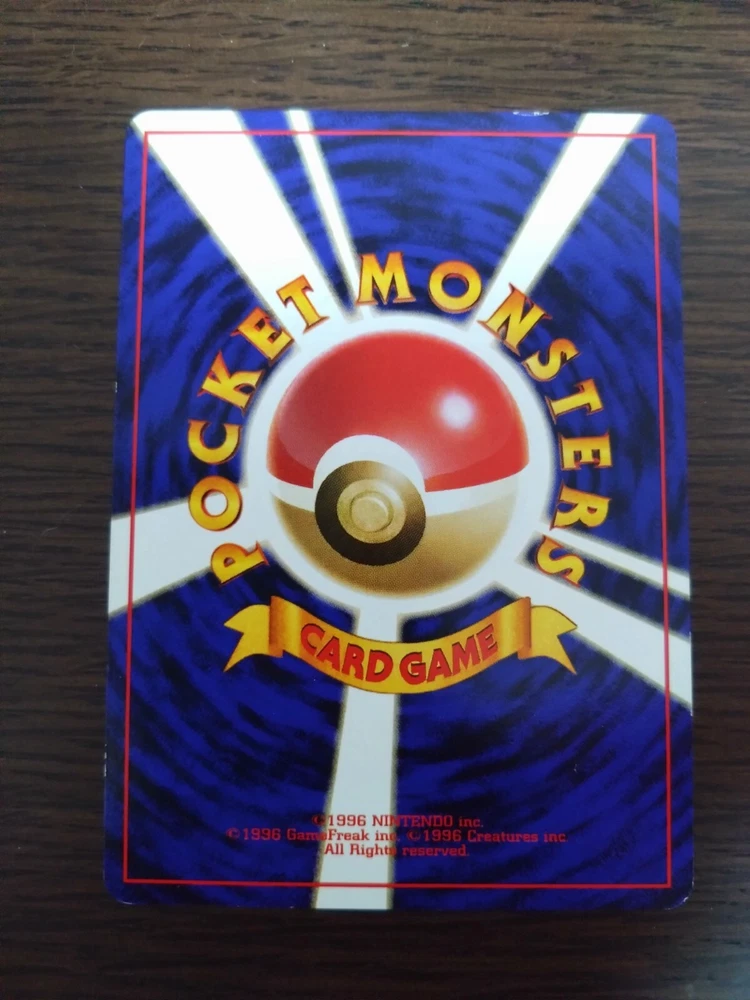 POCKET MONSTERS
CARD GAME
©1996 NINTENDO inc.
©1996 GameFreak inc. ©1996 Creatures inc.
All Rights reserved.